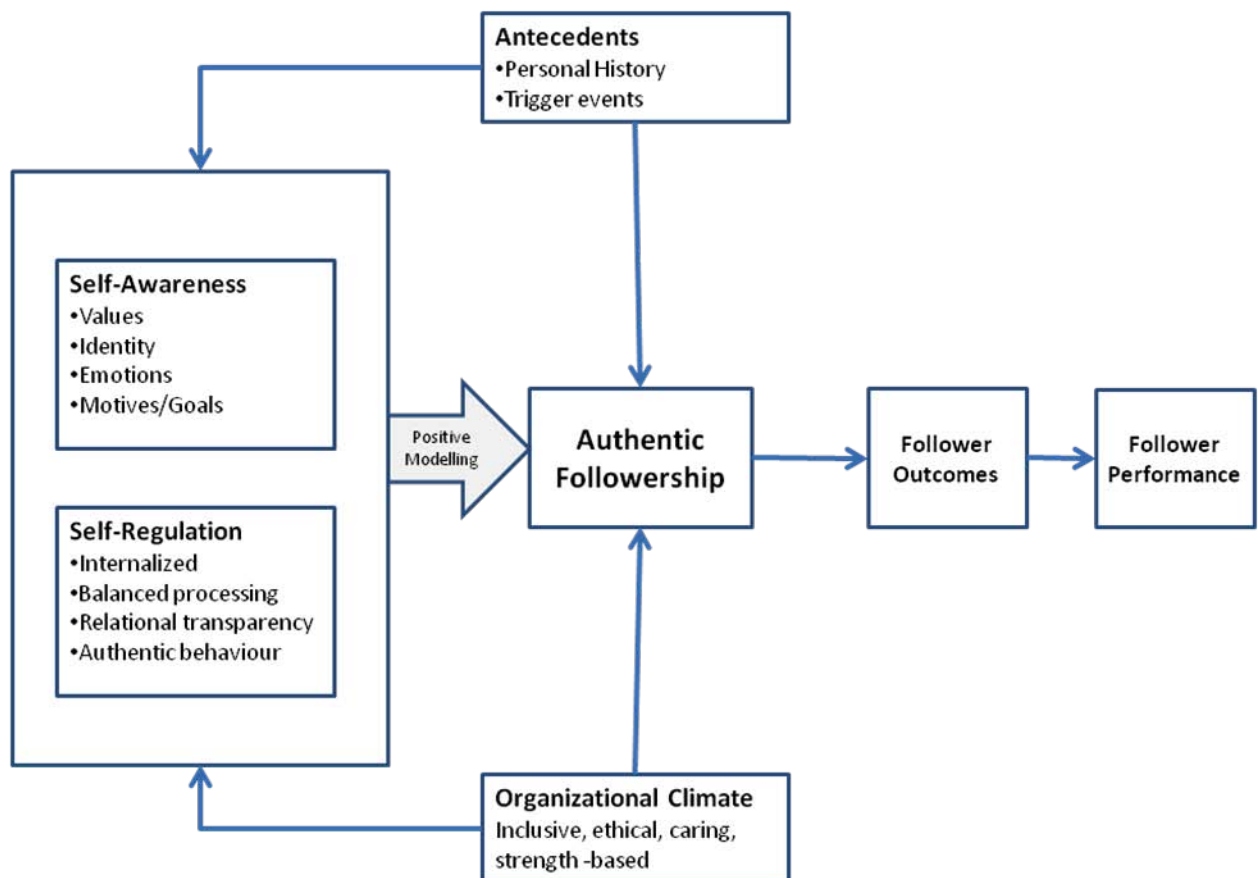 Antecedents
•Personal History
•Trigger events
Self-Awareness
•Values
•Identity
•Emotions
•Motives/Goals
Self-Regulation
•Internalized
•Balanced processing
•Relational transparency
•Authentic behaviour
Positive
Modelling
Authentic
Followership
Follower
Outcomes
Follower
Performance
Organizational Climate
Inclusive, ethical, caring,
strength -based